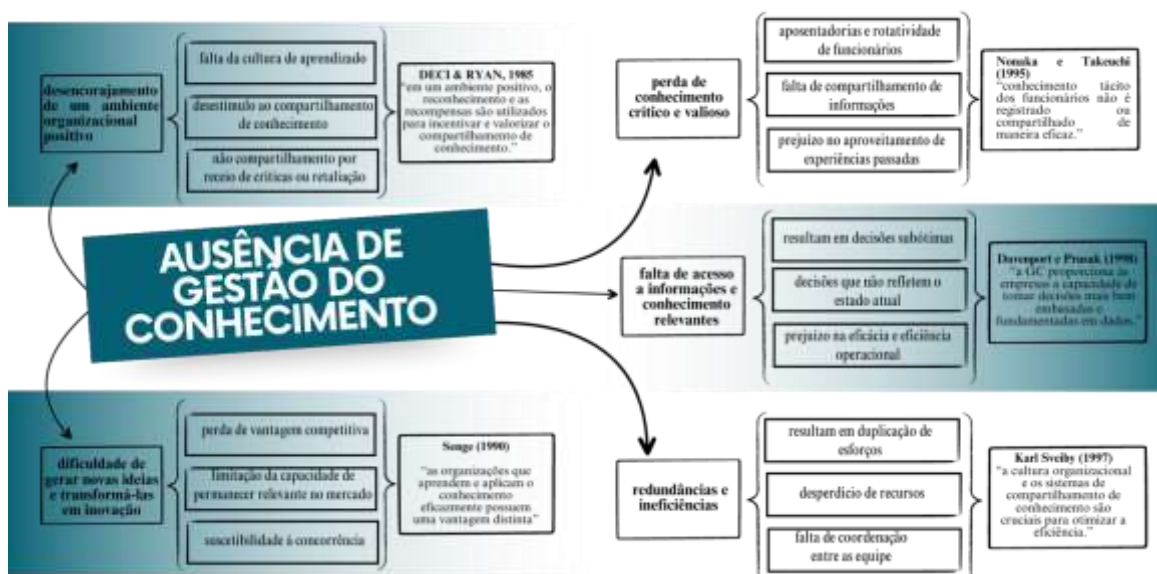 desencorajamento
de um ambiente
organizacional
positivo
falta da cultura de aprendizado
desestímulo ao compartilhamento
de conhecimento
não compartilhamento por
receio de críticas ou retaliação
DECI & RYAN, 1985
“em um ambiente positivo, o
reconhecimento e as
recompensas são utilizados
para incentivar e valorizar o
compartilhamento de
conhecimento.”
perda de
conhecimento
crítico e valioso
aposentadorias e rotatividade
de funcionários
falta de compartilhamento de
informações
prejuízo no aproveitamento de
experiências passadas
Nonaka e Takeuchi
(1995)
“conhecimento tácito
dos funcionários não é
registrado ou
compartilhado de
maneira eficaz.”
AUSÊNCIA DE
GESTÃO DO
CONHECIMENTO
falta de acesso
a informações e
conhecimento
relevantes
resultam em decisões subótimas
decisões que não refletem o
estado atual
prejuízo na eficácia e eficiência
operacional
Davenport e Prusak (1998)
“a GC proporciona às
empresas a capacidade de
tomar decisões mais bem
embasadas e
fundamentadas em dados.”
dificuldade de
gerar novas ideias
e transformá-las
em inovação
perda de vantagem competitiva
limitação da capacidade de
permanecer relevante no mercado
suscetibilidade à concorrência
Senge (1990)
“as organizações que
aprendem e aplicam o
conhecimento
eficazmente possuem
uma vantagem distinta”
redundâncias e
ineficiências
resultam em duplicação de
esforços
desperdício de recursos
falta de coordenação
entre as equipe
Karl Sveiby (1997)
“a cultura organizacional
e os sistemas de
compartilhamento de
conhecimento são
cruciais para otimizar a
eficiência.”